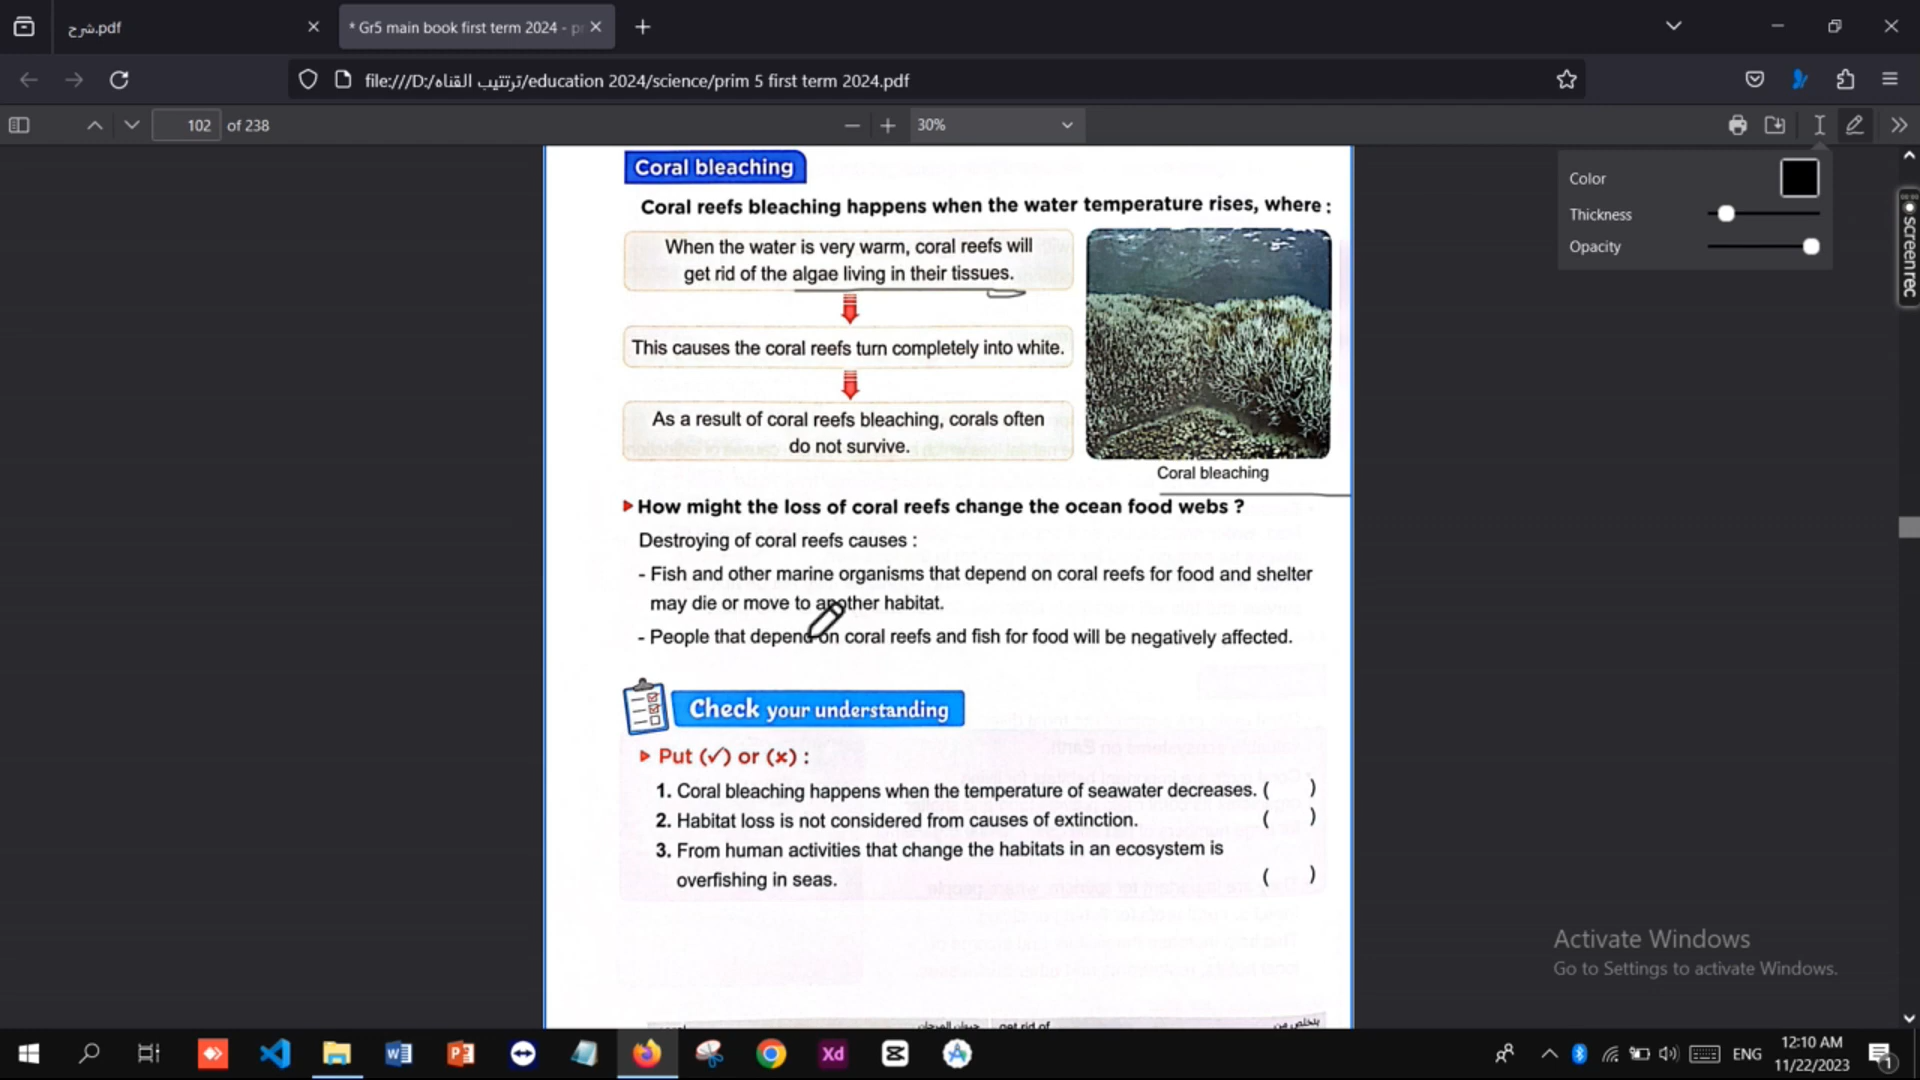 شرح.pdf
* Gr5 main book first term 2024 - pr
file:///D:/ترتتيب القناه/education 2024/science/prim 5 first term 2024.pdf
102 of 238
30%
Color
Thickness
Opacity
screenrec
Coral bleaching
Coral reefs bleaching happens when the water temperature rises, where :
When the water is very warm, coral reefs will
get rid of the algae living in their tissues.
This causes the coral reefs turn completely into white.
As a result of coral reefs bleaching, corals often
do not survive.
Coral bleaching
How might the loss of coral reefs change the ocean food webs ?
Destroying of coral reefs causes :
- Fish and other marine organisms that depend on coral reefs for food and shelter
may die or move to another habitat.
- People that depend on coral reefs and fish for food will be negatively affected.
Check your understanding
Put (✓) or (x) :
1. Coral bleaching happens when the temperature of seawater decreases. ( )
2. Habitat loss is not considered from causes of extinction. ( )
3. From human activities that change the habitats in an ecosystem is
overfishing in seas. ( )
Activate Windows
Go to Settings to activate Windows.
get rid of
Xd
ENG
12:10 AM
11/22/2023
1